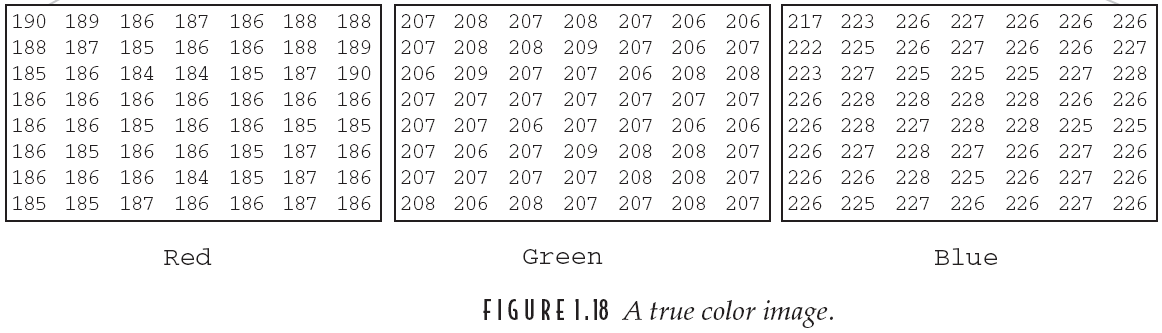 190 189 186 187 186 188 188 207 208 207 208 207 206 206 217 223 226 227 226 226 226
188 187 185 186 186 188 189 207 208 208 209 207 206 207 222 225 226 227 226 226 227
185 186 184 184 185 187 190 206 209 207 207 206 208 208 223 227 225 225 225 227 228
186 186 186 186 186 186 186 207 207 207 207 207 207 207 226 228 228 228 228 226 226
186 186 185 186 186 185 185 207 207 206 207 207 206 206 226 228 227 228 228 225 225
186 185 186 186 185 187 186 207 206 207 209 208 208 207 226 227 228 227 226 227 226
186 186 186 184 185 187 186 207 207 207 207 208 208 207 226 226 228 225 226 227 226
185 185 187 186 186 187 186 208 206 208 207 207 208 207 226 225 227 226 226 227 226
Red Green Blue
FIGURE 1.18 A true color image.